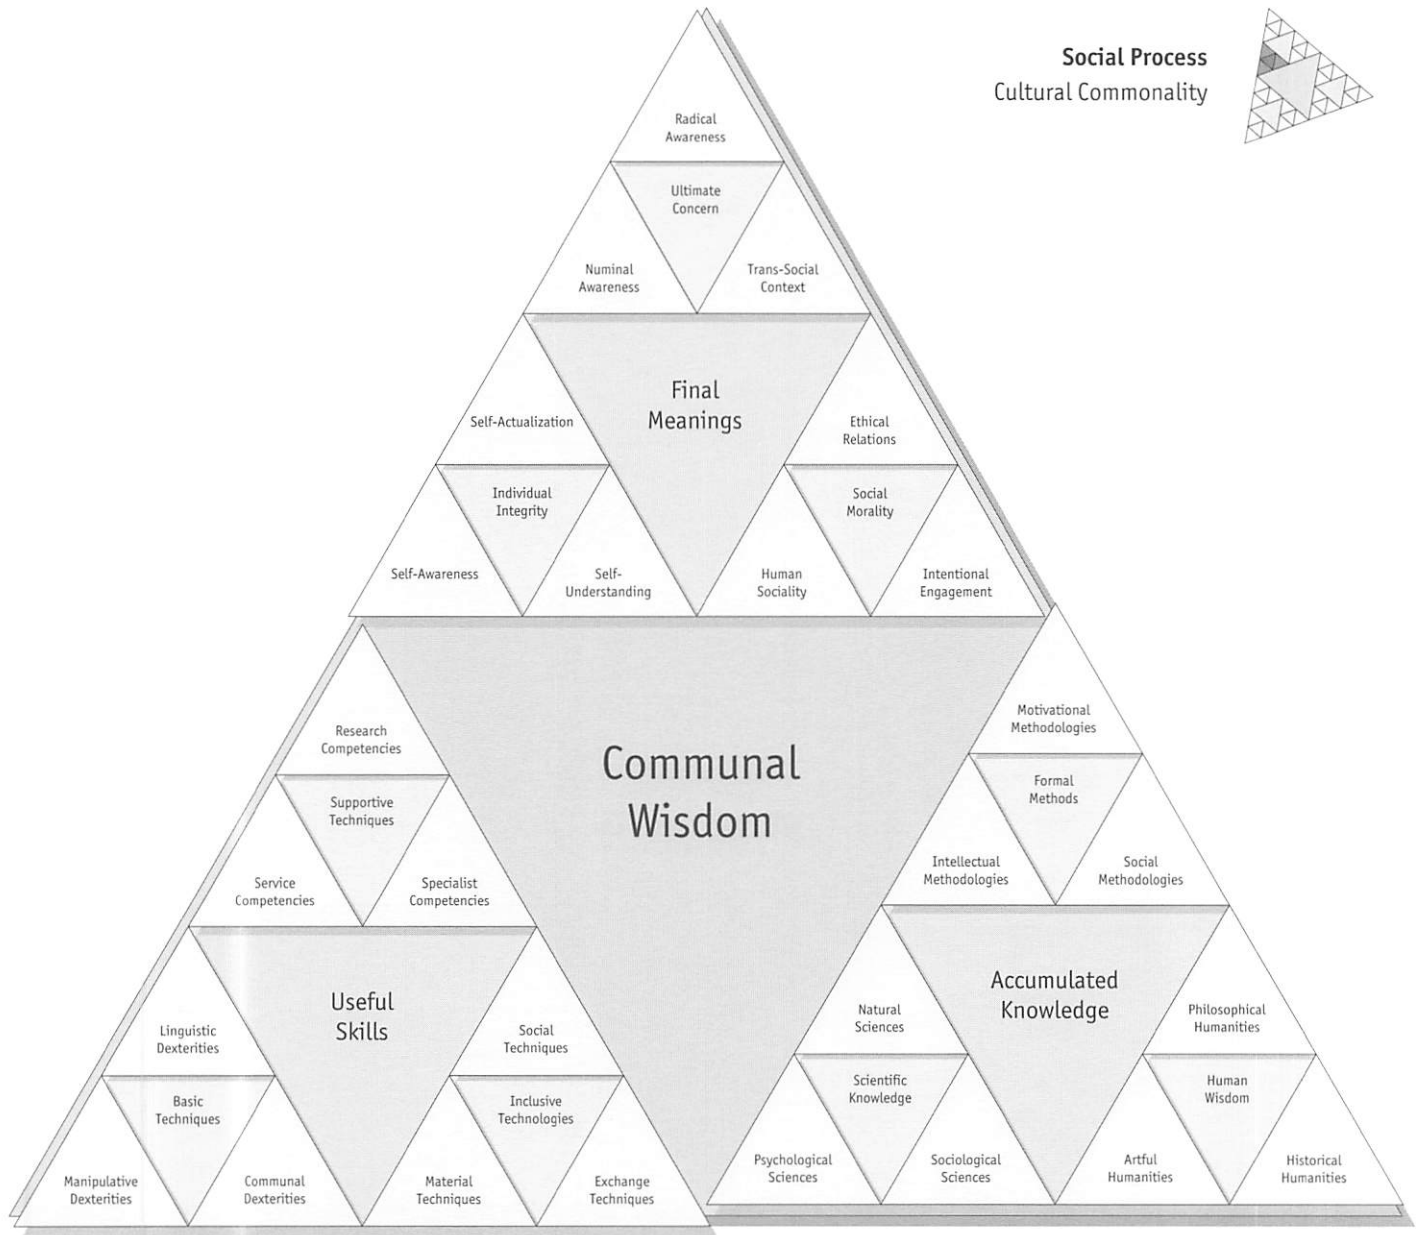 Social Process
Cultural Commonality
Radical
Awareness
Ultimate
Concern
Numinal
Awareness
Trans-Social
Context
Final
Meanings
Self-Actualization
Ethical
Relations
Individual
Integrity
Social
Morality
Self-Awareness
Self-
Understanding
Human
Sociality
Intentional
Engagement
Communal
Wisdom
Research
Competencies
Supportive
Techniques
Service
Competencies
Specialist
Competencies
Useful
Skills
Linguistic
Dexterities
Social
Techniques
Basic
Techniques
Inclusive
Technologies
Manipulative
Dexterities
Communal
Dexterities
Material
Techniques
Exchange
Techniques
Motivational
Methodologies
Formal
Methods
Intellectual
Methodologies
Social
Methodologies
Accumulated
Knowledge
Natural
Sciences
Philosophical
Humanities
Scientific
Knowledge
Human
Wisdom
Psychological
Sciences
Sociological
Sciences
Artful
Humanities
Historical
Humanities